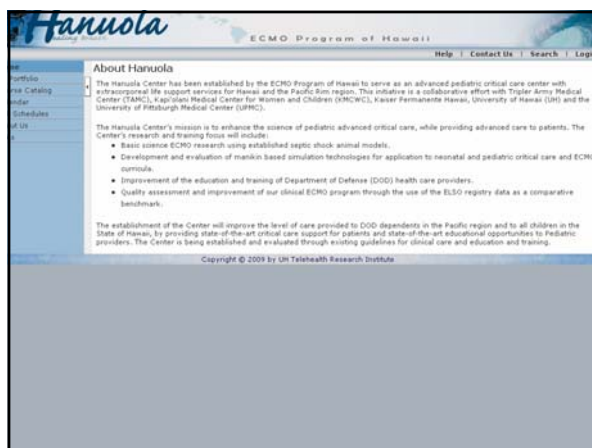 Hanuola
ECMO Program of Hawaii
Help | Contact Us | Search | Logi
Portfolio
rse Catalog
ndar
Schedules
ut Us
About Hanuola
The Hanuola Center has been established by the ECMO Program of Hawaii to serve as an advanced pediatric critical care center with
extracorporeal life support services for Hawaii and the Pacific Rim region. This initiative is a collaborative effort with Tripler Army Medical
Center (TAMC), Kapi'olani Medical Center for Women and Children (KMCWC), Kaiser Permanente Hawaii, University of Hawaii (UH) and the
University of Pittsburgh Medical Center (UPMC).
The Hanuola Center's mission is to enhance the science of pediatric advanced critical care, while providing advanced care to patients. The
Center's research and training focus will include:
• Basic science ECMO research using established septic shock animal models.
• Development and evaluation of manikin based simulation technologies for application to neonatal and pediatric critical care and ECMO
curricula.
• Improvement of the education and training of Department of Defense (DOD) health care providers.
• Quality assessment and improvement of our clinical ECMO program through the use of the ELSO registry data as a comparative
benchmark.
The establishment of the Center will improve the level of care provided to DOD dependents in the Pacific region and to all children in the
State of Hawaii, by providing state-of-the-art critical care support for patients and state-of-the-art educational opportunities to Pediatric
providers. The Center is being established and evaluated through existing guidelines for clinical care and education and training.
Copyright © 2009 by UH Telehealth Research Institute